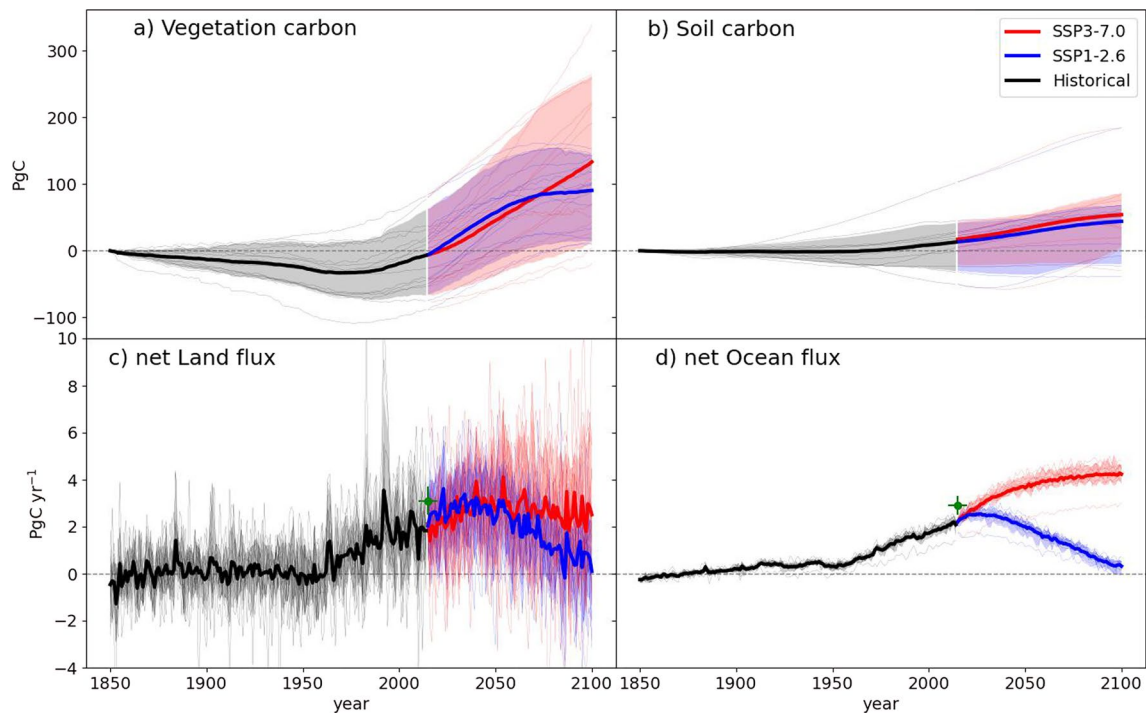 a) Vegetation carbon
b) Soil carbon
SSP3-7.0
SSP1-2.6
Historical
300
200
100
0
−100
PgC
c) net Land flux
d) net Ocean flux
10
8
6
4
2
0
−2
−4
PgC yr⁻¹
1850 1900 1950 2000 2050 2100
1850 1900 1950 2000 2050 2100
year
year